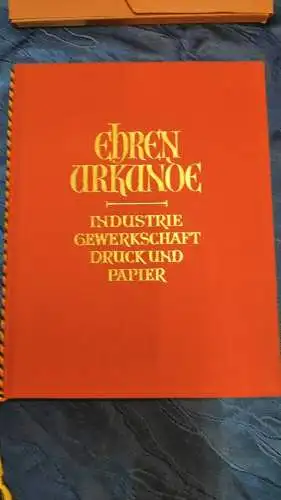 EHREN
URKUNDE
INDUSTRIE
GEWERKSCHAFT
DRUCK UND
PAPIER